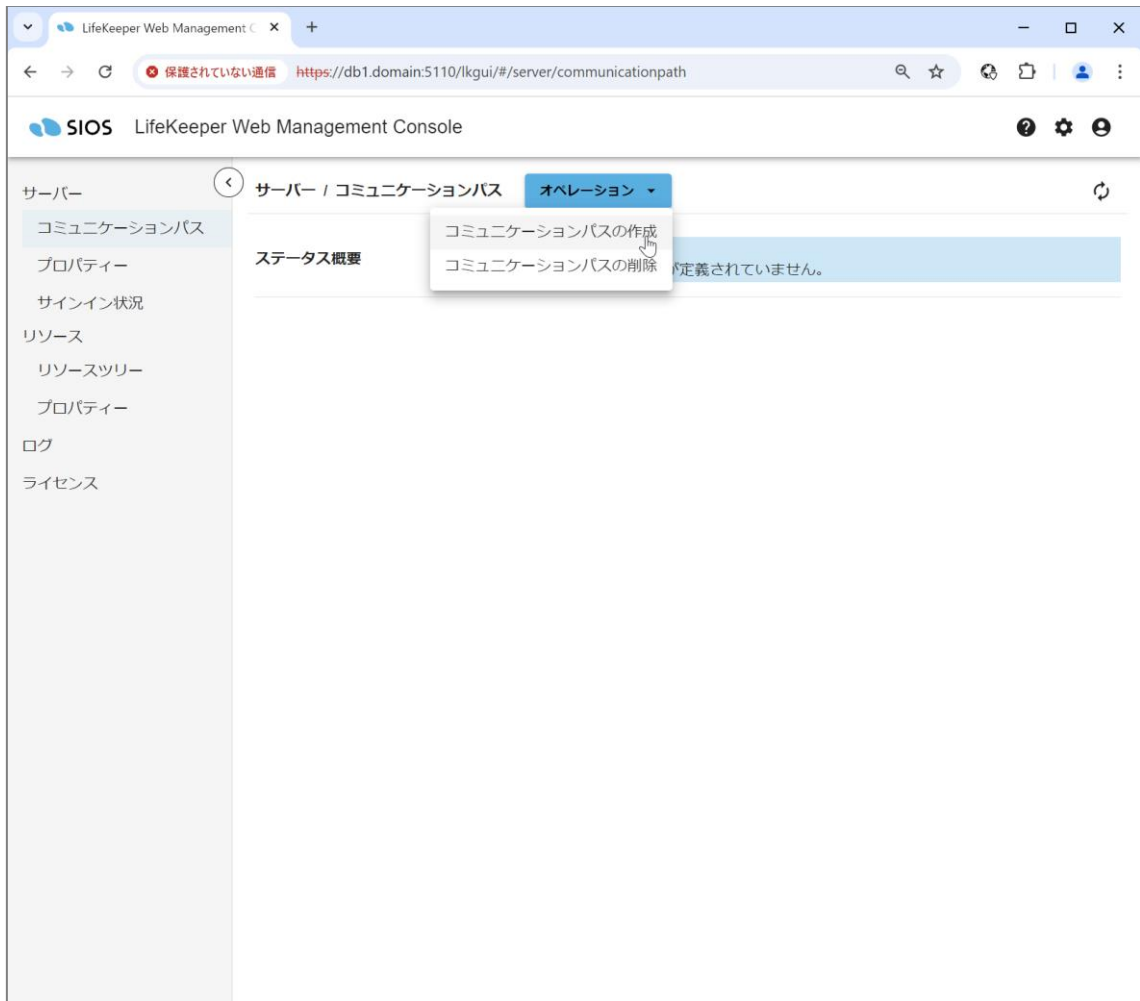 LifeKeeper Web Management C
保護されていない通信 https://db1.domain:5110/lkgui/#/server/communicationpath
SIOS LifeKeeper Web Management Console
サーバー
コミュニケーションパス
プロパティー
サインイン状況
リソース
リソースツリー
プロパティー
ログ
ライセンス
サーバー / コミュニケーションパス オペレーション
コミュニケーションパスの作成
コミュニケーションパスの削除
ステータス概要
が定義されていません。